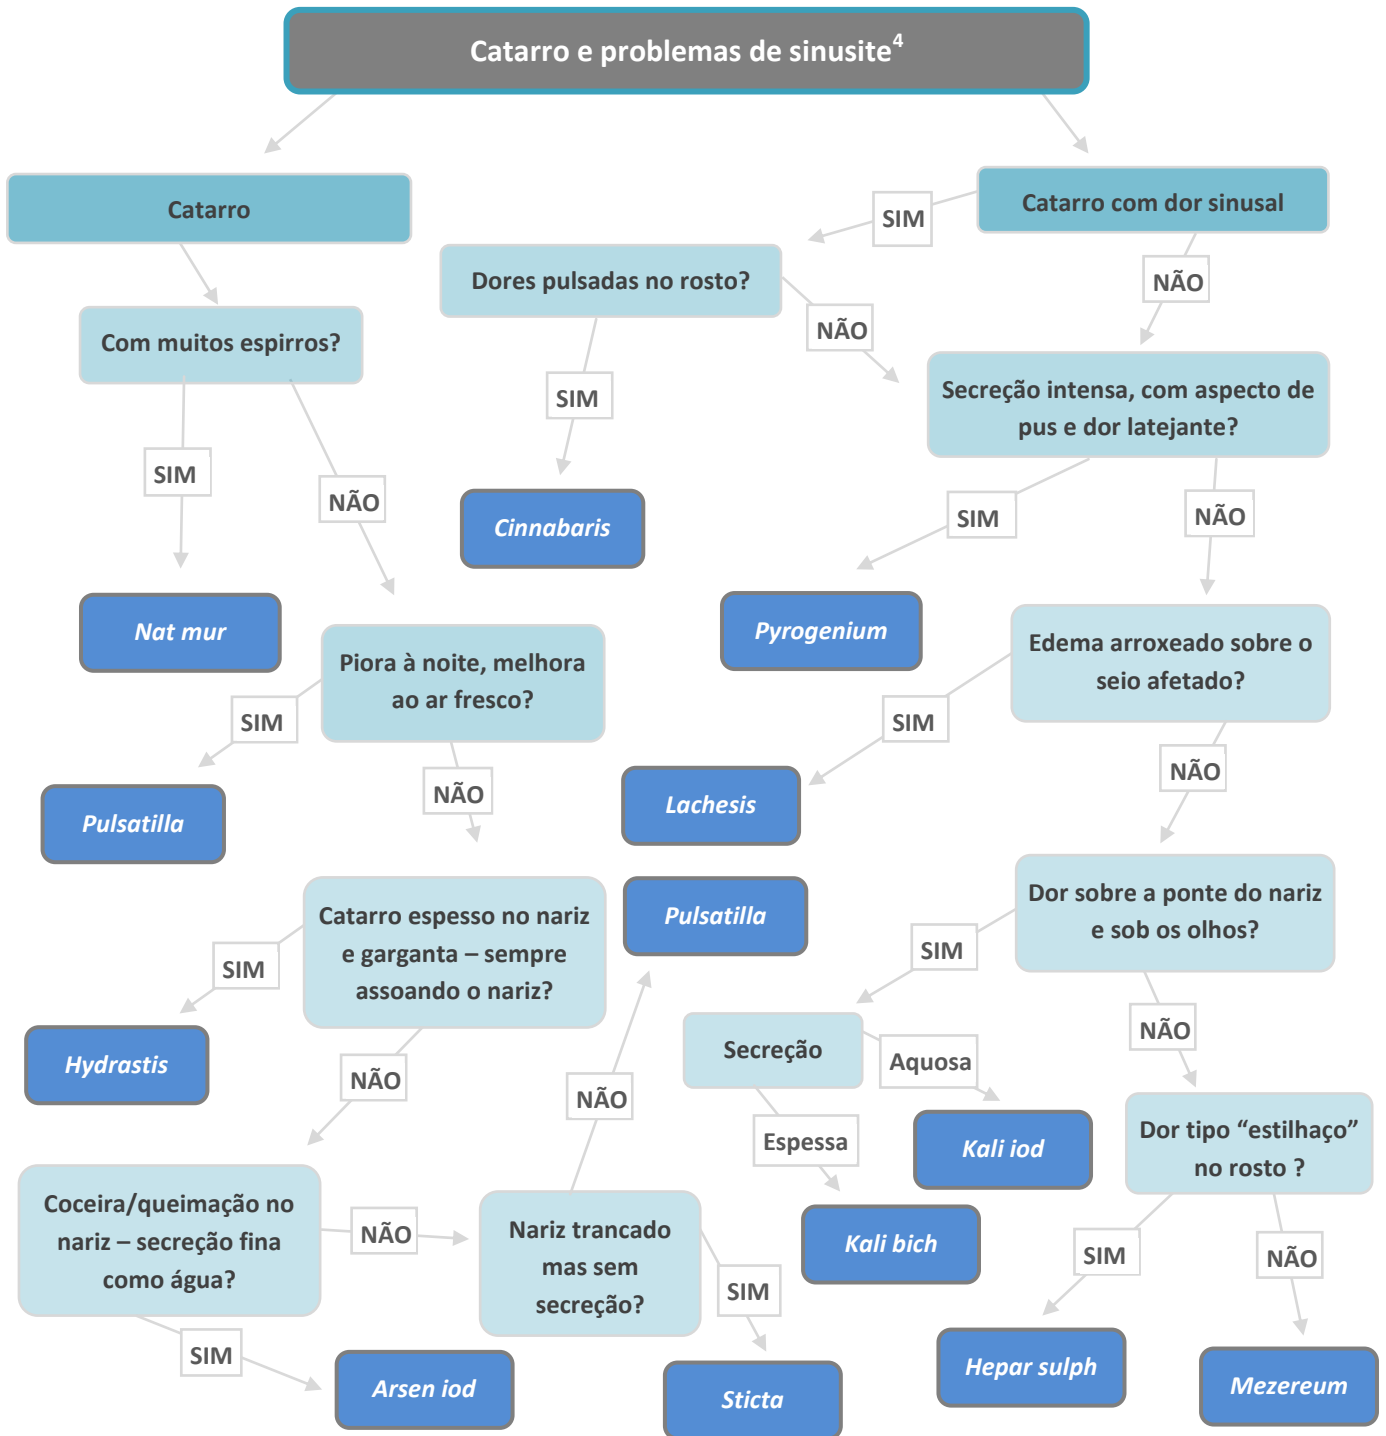 Catarro e problemas de sinusite4
Catarro
Catarro com dor sinusal
SIM
Dores pulsadas no rosto?
NÃO
Com muitos espirros?
NÃO
Secreção intensa, com aspecto de
pus e dor latejante?
SIM
SIM
NÃO
Cinnabaris
SIM
NÃO
Nat mur
Pyrogenium
Piora à noite, melhora
ao ar fresco?
Edema arroxeado sobre o
seio afetado?
SIM
SIM
NÃO
NÃO
Pulsatilla
Lachesis
Catarro espesso no nariz
e garganta – sempre
assoando o nariz?
Pulsatilla
Dor sobre a ponte do nariz
e sob os olhos?
SIM
SIM
NÃO
Hydrastis
Secreção
Aquosa
NÃO
NÃO
Espessa
Kali iod
Dor tipo “estilhaço”
no rosto ?
Coceira/queimação no
nariz – secreção fina
como água?
NÃO
Nariz trancado
mas sem
secreção?
Kali bich
SIM
NÃO
SIM
SIM
Arsen iod
Sticta
Hepar sulph
Mezereum